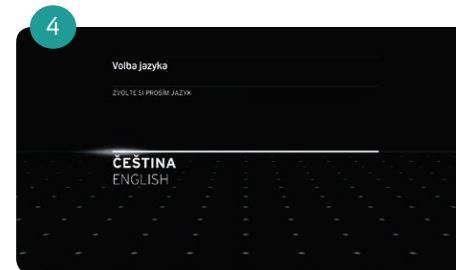 4
Volba jazyka
ZVOLTE SI PROSÍM JAZYK
ČEŠTINA
ENGLISH